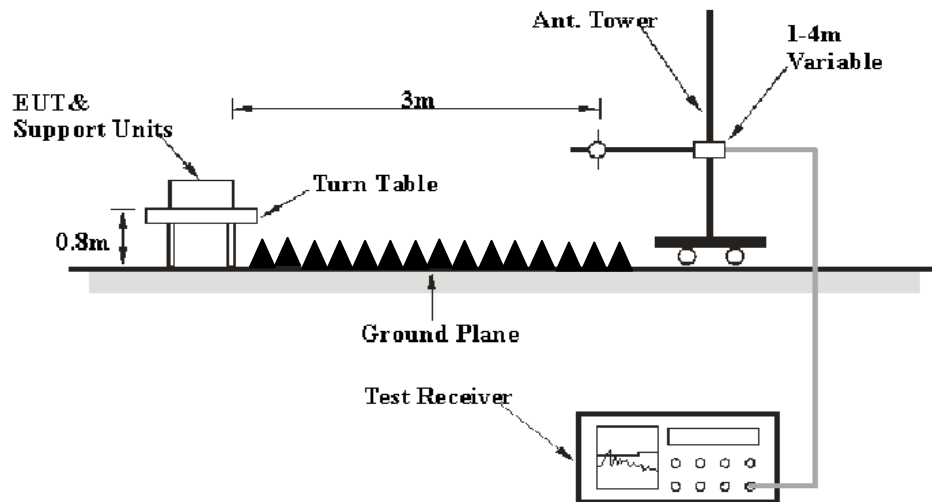 Ant. Tower
1-4m
Variable
3m
EUT&
Support Units
Turn Table
0.8m
Ground Plane
Test Receiver